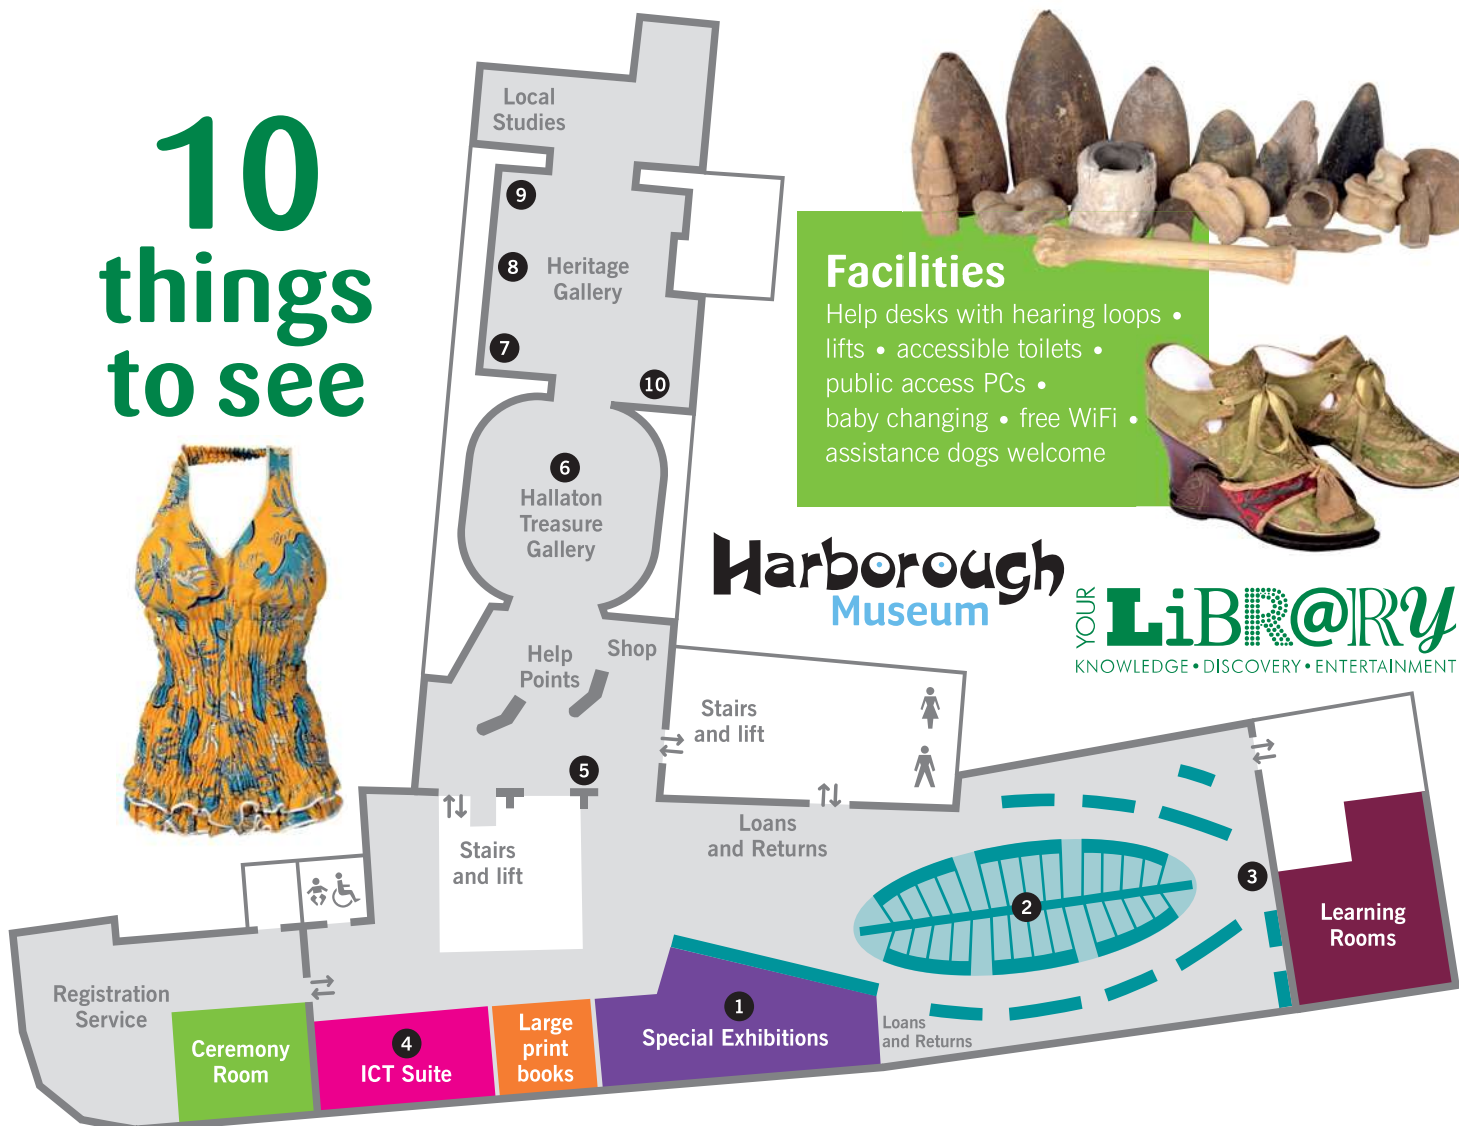 10
things
to see
Local
Studies
9
8
Heritage
Gallery
7
10
6
Hallaton
Treasure
Gallery
Help
Points
Shop
5
Stairs
and lift
Stairs
and lift
Loans
and Returns
Facilities
Help desks with hearing loops •
lifts • accessible toilets •
public access PCs •
baby changing • free WiFi •
assistance dogs welcome
Harborough
Museum
YOUR
LiBR@RY
KNOWLEDGE • DISCOVERY • ENTERTAINMENT
2
3
Learning
Rooms
Registration
Service
Ceremony
Room
4
ICT Suite
Large
print
books
1
Special Exhibitions
Loans
and Returns